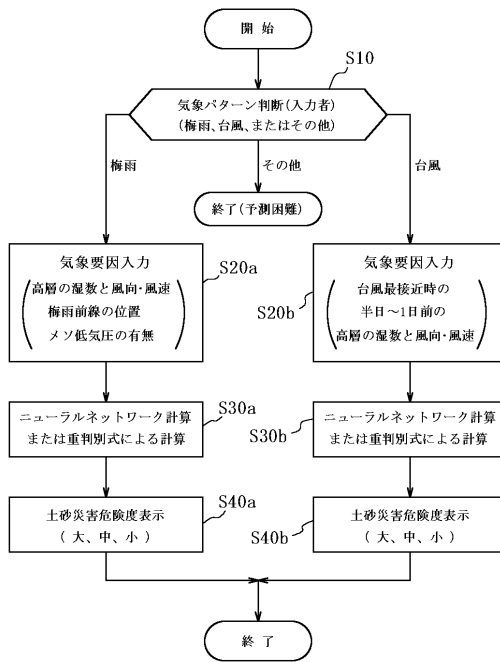 開 始
S10
気象パターン判断(入力者)
(梅雨、台風、またはその他)
梅雨
その他
台風
終了(予測困難)
気象要因入力
高層の湿数と風向・風速
梅雨前線の位置
メソ低気圧の有無
S20a
気象要因入力
台風最接近時の
半日~1日前の
高層の湿数と風向・風速
S20b
ニューラルネットワーク計算
または重判別式による計算
S30a
ニューラルネットワーク計算
または重判別式による計算
S30b
土砂災害危険度表示
( 大、中、小 )
S40a
土砂災害危険度表示
( 大、中、小 )
S40b
終 了